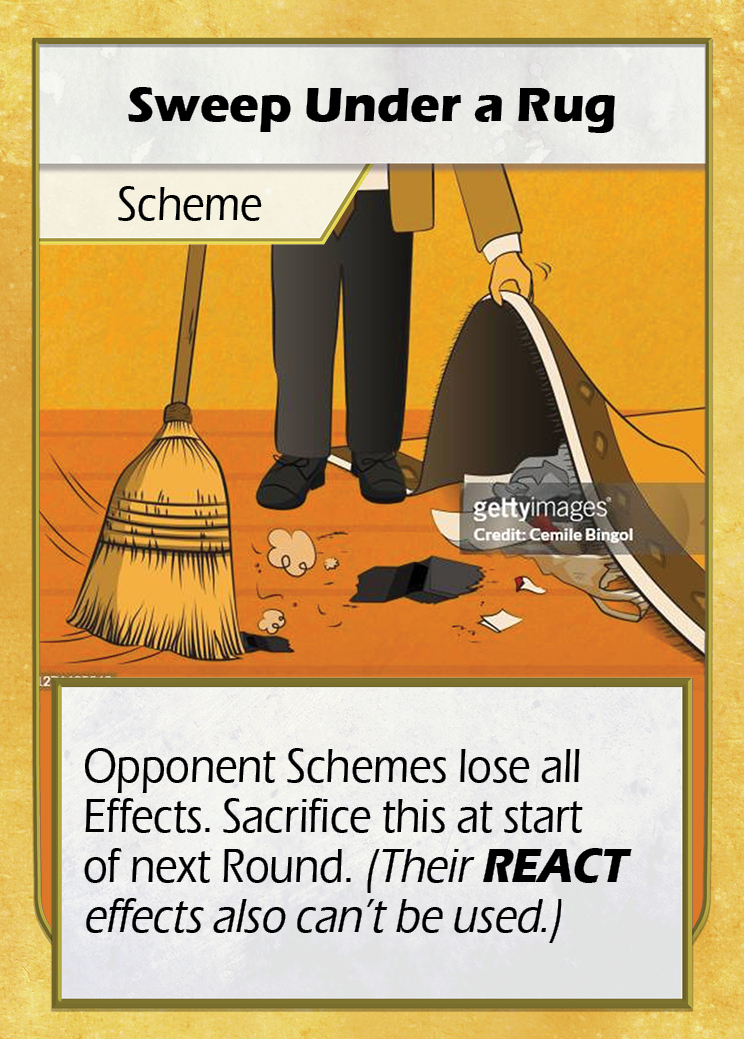 Sweep Under a Rug
Scheme
gettyimages®
Credit: Cemile Bingol
Opponent Schemes lose all
Effects. Sacrifice this at start
of next Round. (Their REACT
effects also can't be used.)